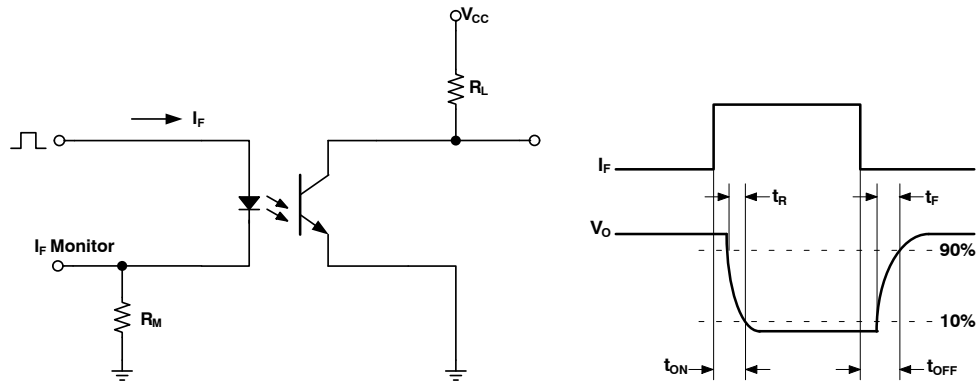 VCC
RL
IF
IF Monitor
RM
IF
tR
tF
VO
90%
10%
tON
tOFF